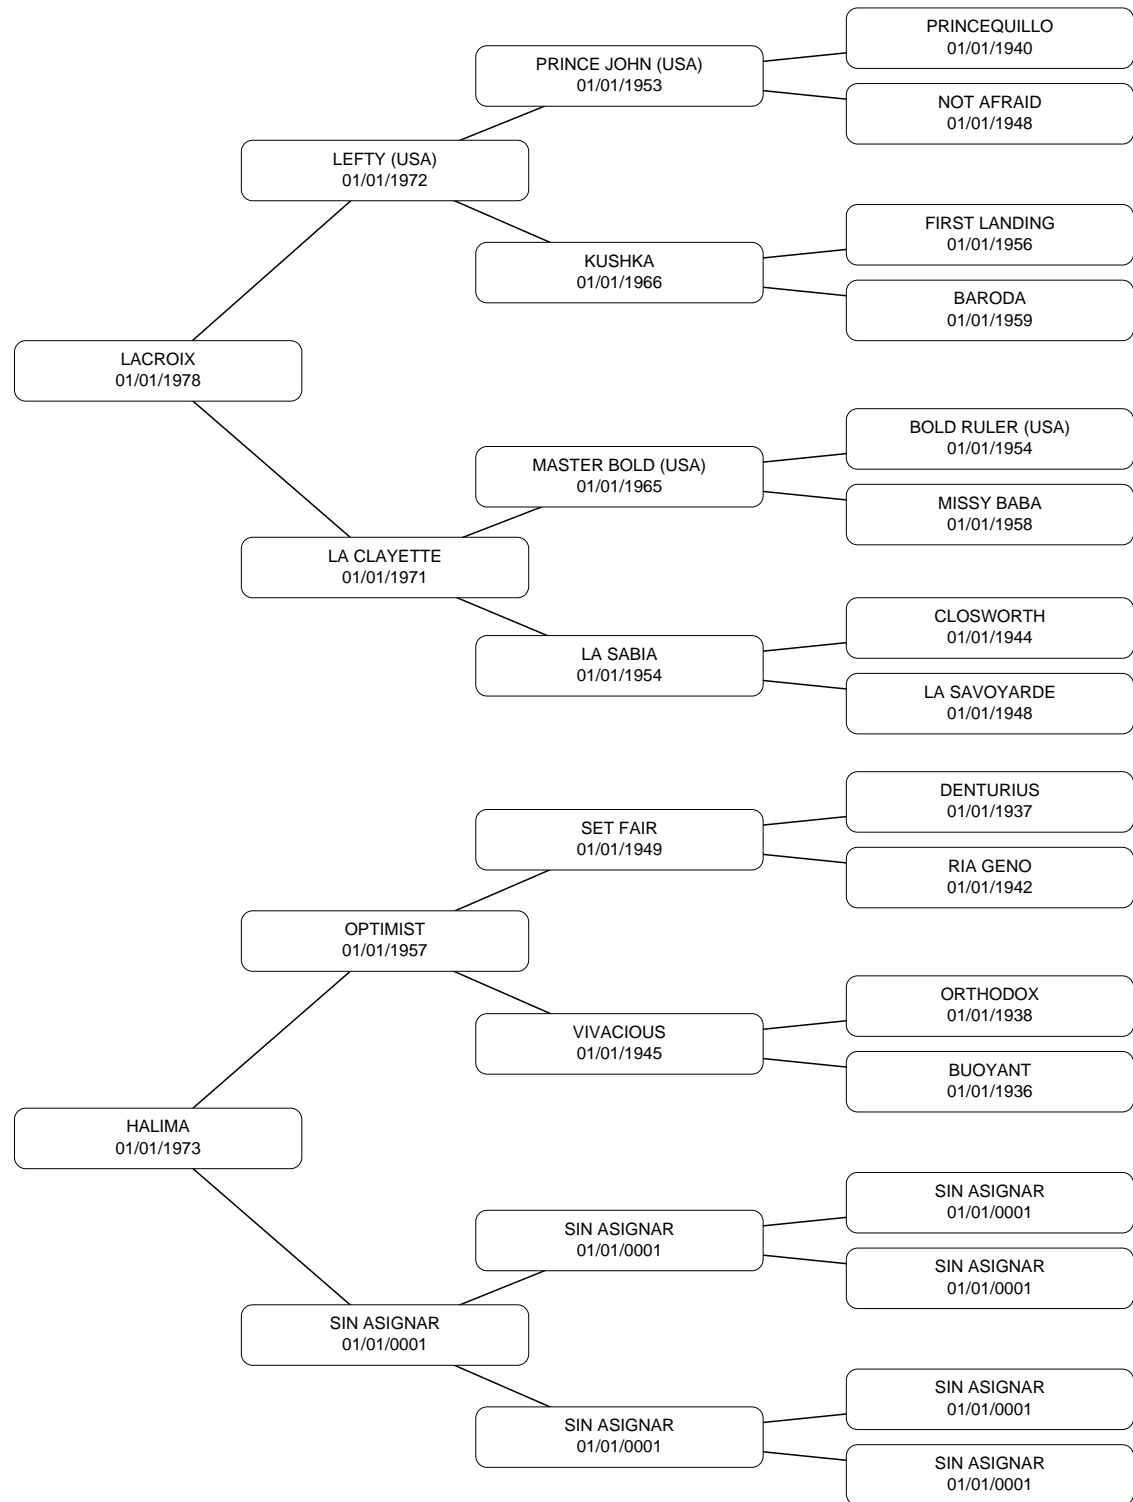 PRINCEQUILLO
01/01/1940
PRINCE JOHN (USA)
01/01/1953
NOT AFRAID
01/01/1948
LEFTY (USA)
01/01/1972
FIRST LANDING
01/01/1956
KUSHKA
01/01/1966
BARODA
01/01/1959
LACROIX
01/01/1978
BOLD RULER (USA)
01/01/1954
MASTER BOLD (USA)
01/01/1965
MISSY BABA
01/01/1958
LA CLAYETTE
01/01/1971
CLOSWORTH
01/01/1944
LA SABIA
01/01/1954
LA SAVOYARDE
01/01/1948
DENTURIUS
01/01/1937
SET FAIR
01/01/1949
RIA GENO
01/01/1942
OPTIMIST
01/01/1957
ORTHODOX
01/01/1938
VIVACIOUS
01/01/1945
BUOYANT
01/01/1936
HALIMA
01/01/1973
SIN ASIGNAR
01/01/0001
SIN ASIGNAR
01/01/0001
SIN ASIGNAR
01/01/0001
SIN ASIGNAR
01/01/0001
SIN ASIGNAR
01/01/0001
SIN ASIGNAR
01/01/0001
SIN ASIGNAR
01/01/0001